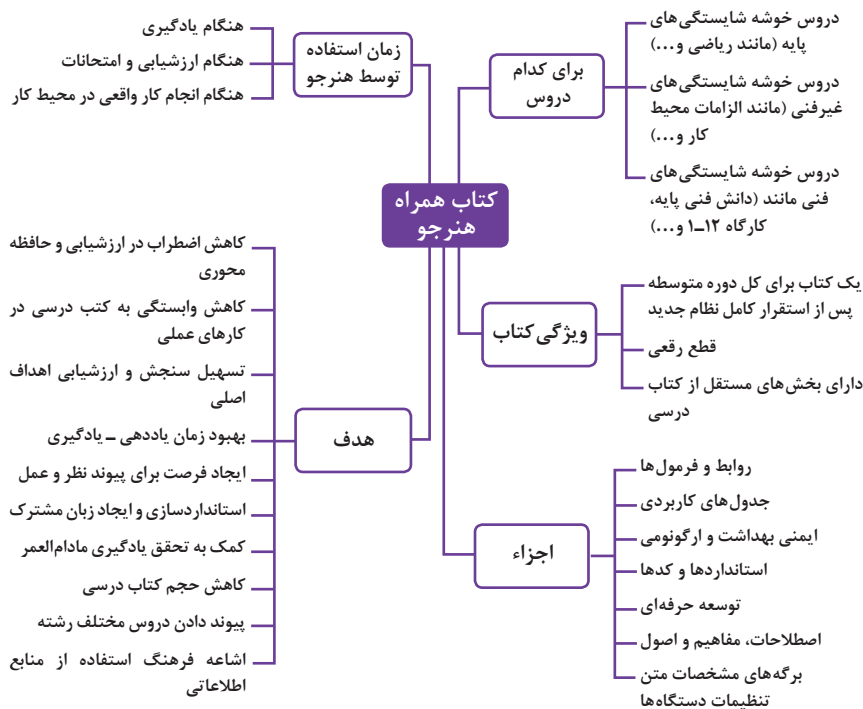 کتاب همراه
هنرجو
برای کدام
دروس
دروس خوشه شایستگی‌های
پایه (مانند ریاضی و...)
دروس خوشه شایستگی‌های
غیرفنی (مانند الزامات محیط
کار و...)
دروس خوشه شایستگی‌های
فنی مانند (دانش فنی پایه،
کارگاه ۱۲ــ۱ و...)
ویژگی کتاب
یک کتاب برای کل دوره متوسطه
پس از استقرار کامل نظام جدید
قطع رقعی
دارای بخش‌های مستقل از کتاب
درسی
اجزاء
روابط و فرمول‌ها
جدول‌های کاربردی
ایمنی بهداشت و ارگونومی
استانداردها و کدها
توسعه حرفه‌ای
اصطلاحات، مفاهیم و اصول
برگه‌های مشخصات متن
تنظیمات دستگاه‌ها
زمان استفاده
توسط هنرجو
هنگام یادگیری
هنگام ارزشیابی و امتحانات
هنگام انجام کار واقعی در محیط کار
هدف
کاهش اضطراب در ارزشیابی و حافظه
محوری
کاهش وابستگی به کتب درسی در
کارهای عملی
تسهیل سنجش و ارزشیابی اهداف
اصلی
بهبود زمان یاددهی ــ یادگیری
ایجاد فرصت برای پیوند نظر و عمل
استانداردسازی و ایجاد زبان مشترک
کمک به تحقق یادگیری مادام‌العمر
کاهش حجم کتاب درسی
پیوند دادن دروس مختلف رشته
اشاعه فرهنگ استفاده از منابع
اطلاعاتی